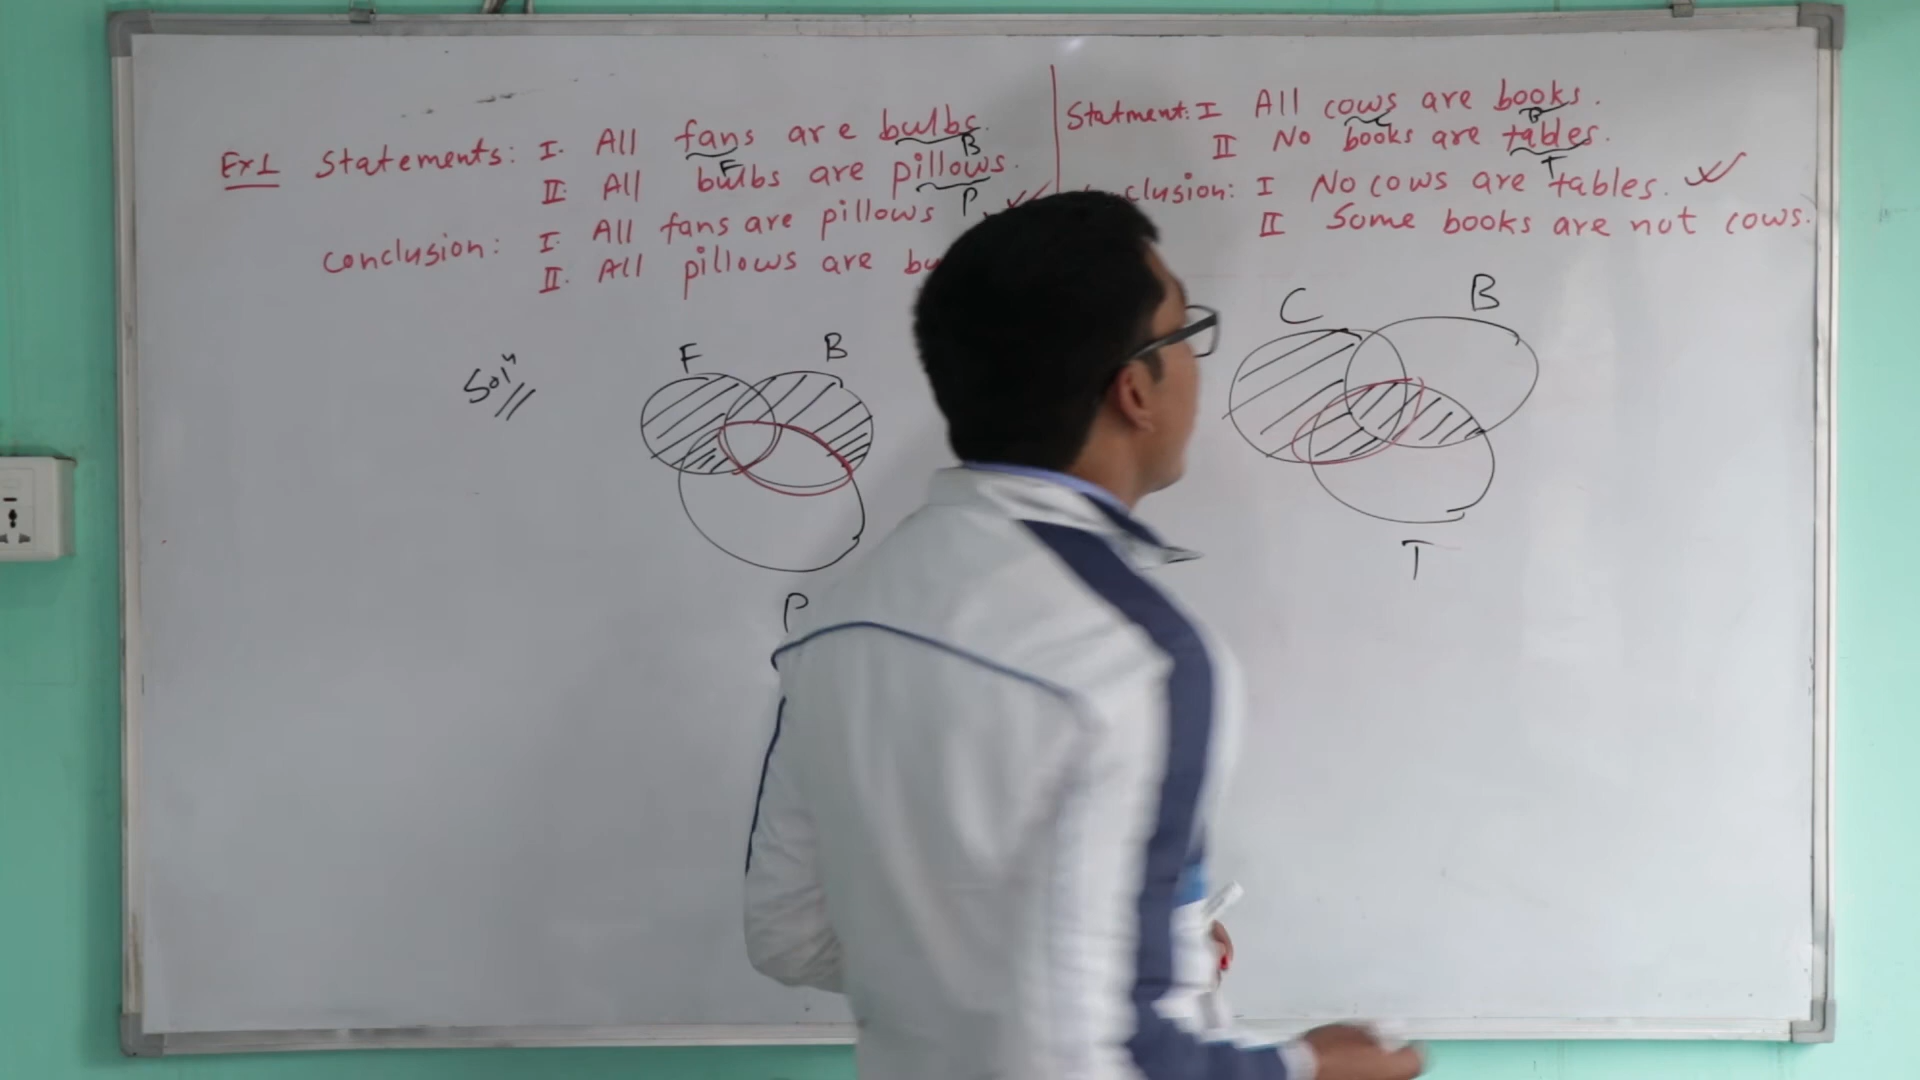 Ex1 Statements: I. All fans are bulbs.
F B
II. All bulbs are pillows.
P
Conclusion: I. All fans are pillows
II. All pillows are
Solⁿ
F B
P
Statment: I All cows are books.
B
II No books are tables.
T
clusion: I No cows are tables.
II Some books are not cows.
C B
T